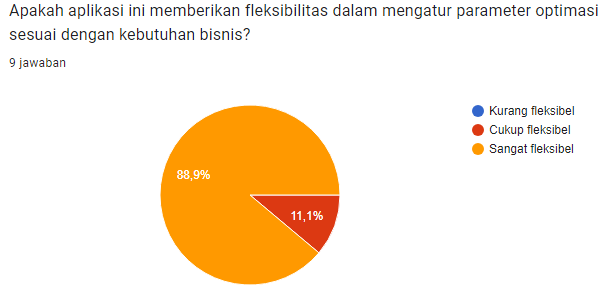 Apakah aplikasi ini memberikan fleksibilitas dalam mengatur parameter optimasi
sesuai dengan kebutuhan bisnis?
9 jawaban
Kurang fleksibel
Cukup fleksibel
Sangat fleksibel
88,9%
11,1%